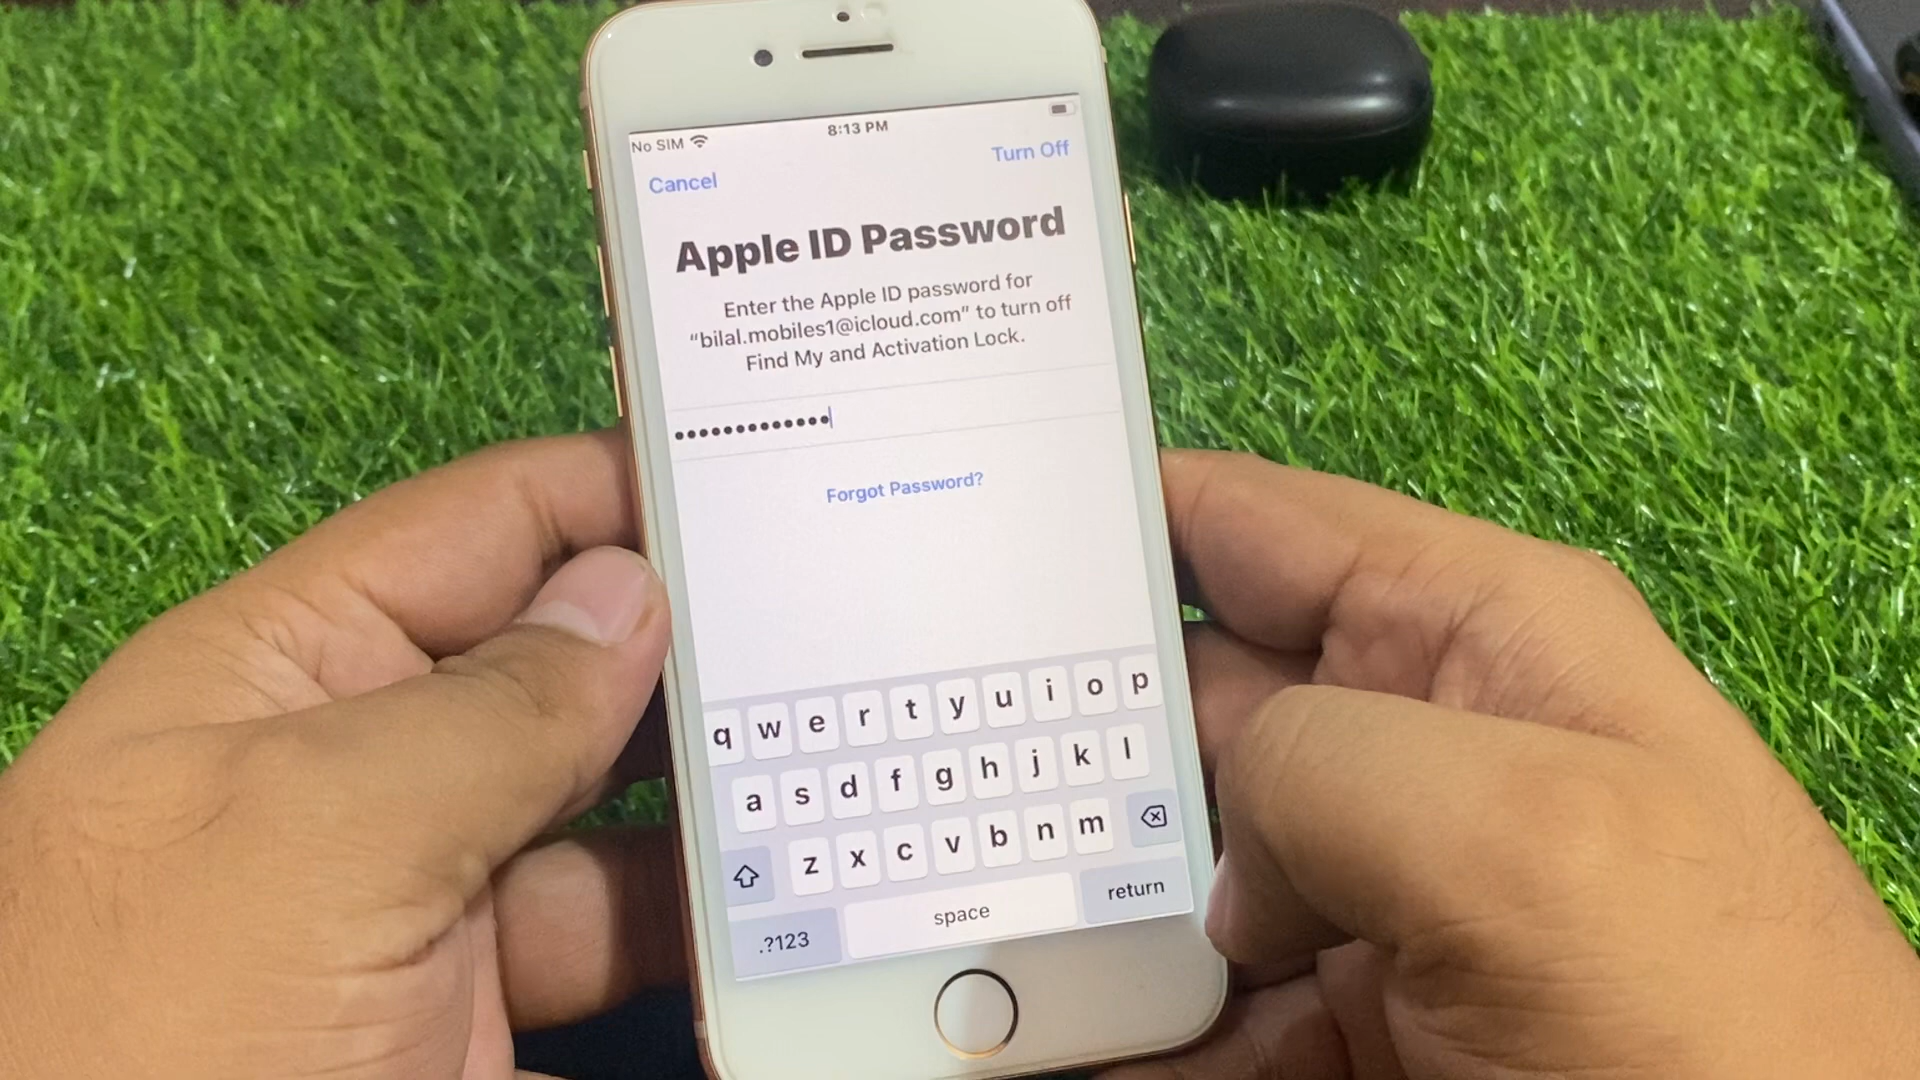 No SIM 8:13 PM
Cancel Turn Off
Apple ID Password
Enter the Apple ID password for
“bilal.mobiles1@icloud.com” to turn off
Find My and Activation Lock.
•••••••••••••
Forgot Password?
q w e r t y u i o p
a s d f g h j k l
z x c v b n m
.?123 space return